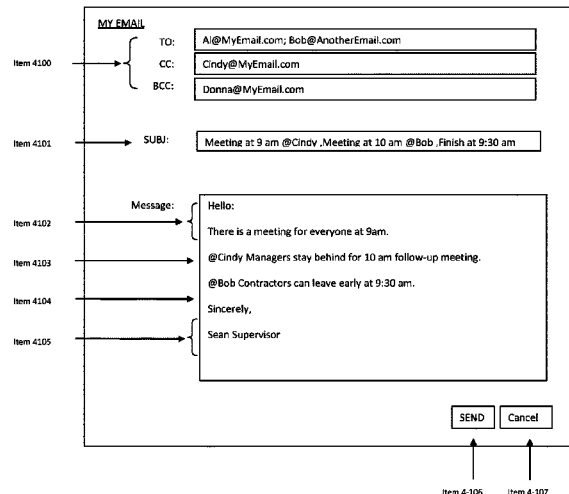 MY EMAIL
TO: Al@MyEmail.com; Bob@AnotherEmail.com
Item 4100 CC: Cindy@MyEmail.com
BCC: Donna@MyEmail.com
Item 4101 SUBJ: Meeting at 9 am @Cindy ,Meeting at 10 am @Bob ,Finish at 9:30 am
Message: Hello:
Item 4102
There is a meeting for everyone at 9am.
Item 4103 @Cindy Managers stay behind for 10 am follow-up meeting.
@Bob Contractors can leave early at 9:30 am.
Item 4104
Sincerely,
Item 4105 Sean Supervisor
SEND Cancel
Item 4-106 Item 4-107